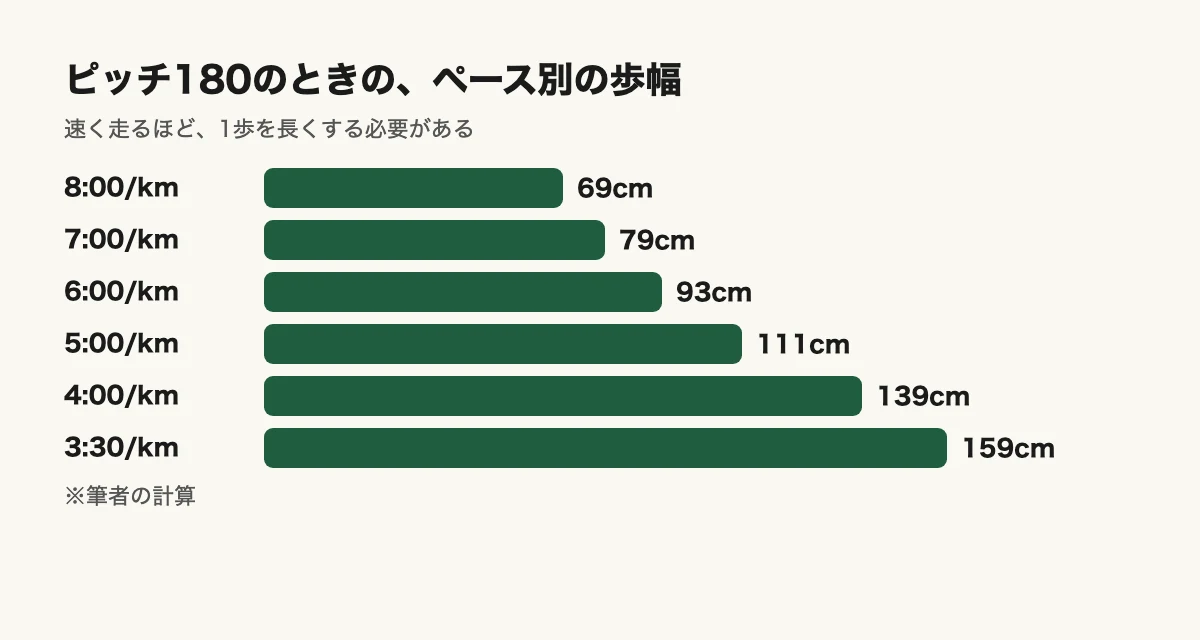 ピッチ180のときの、ペース別の歩幅
速く走るほど、1歩を長くする必要がある
8:00/km 69cm
7:00/km 79cm
6:00/km 93cm
5:00/km 111cm
4:00/km 139cm
3:30/km 159cm
※筆者の計算